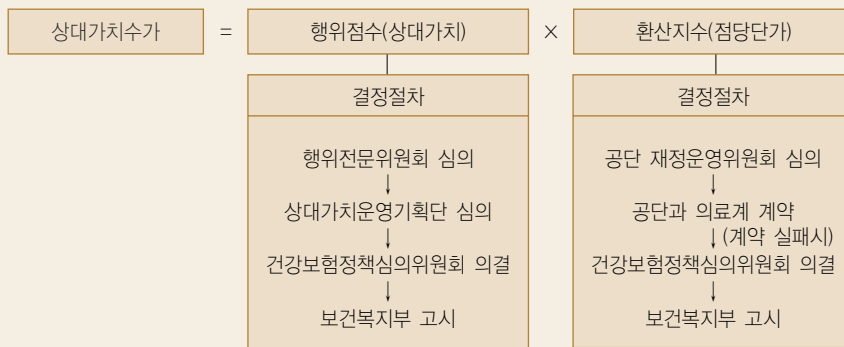 상대가치수가 = 행위점수(상대가치) × 환산지수(점당단가)
결정절차
행위전문위원회 심의
↓
상대가치운영기획단 심의
↓
건강보험정책심의위원회 의결
↓
보건복지부 고시
결정절차
공단 재정운영위원회 심의
↓
공단과 의료계 계약
↓(계약 실패시)
건강보험정책심의위원회 의결
↓
보건복지부 고시